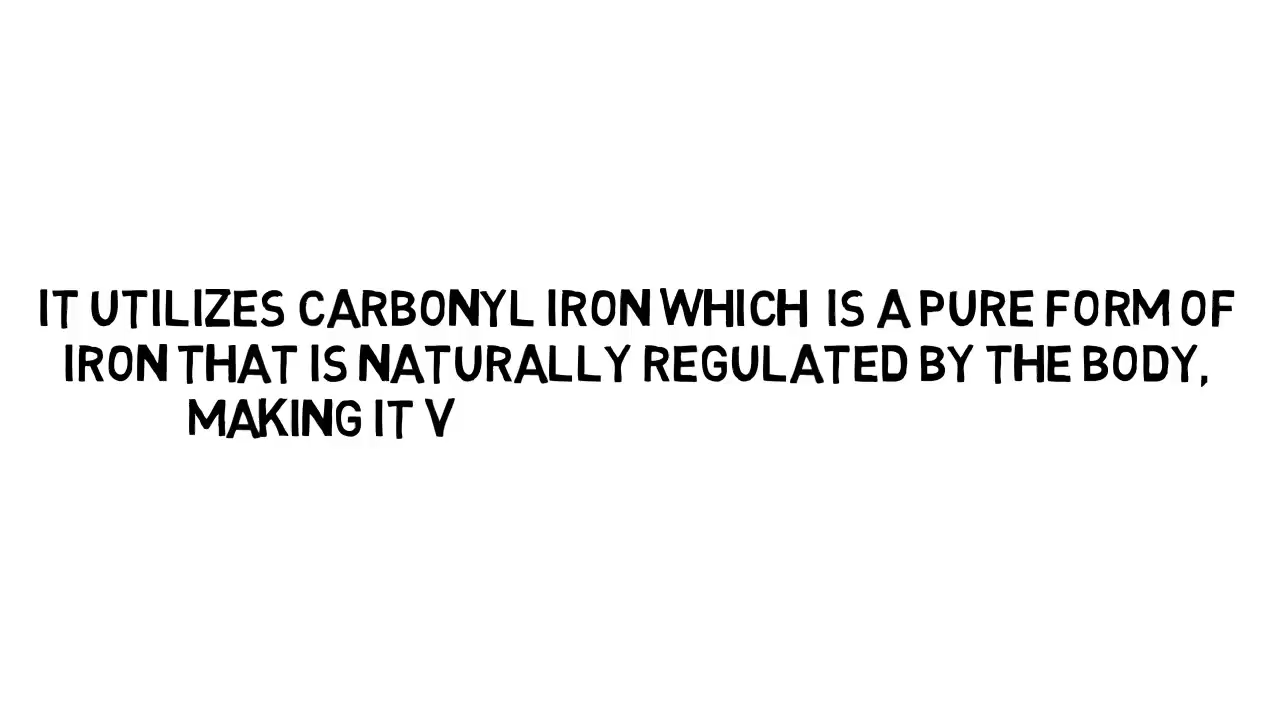 IT UTILIZES CARBONYL IRON WHICH IS A PURE FORM OF
IRON THAT IS NATURALLY REGULATED BY THE BODY,
MAKING IT V